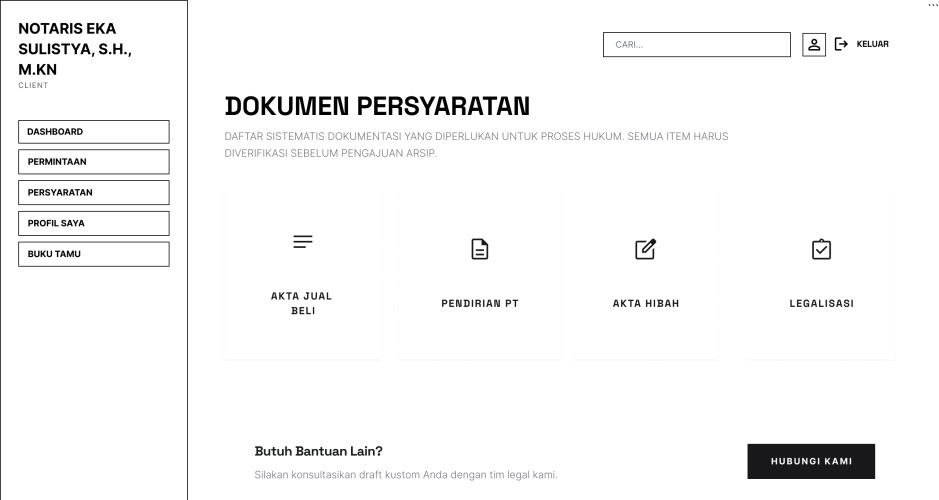 NOTARIS EKA
SULISTYA, S.H.,
M.KN
CLIENT
DASHBOARD
PERMINTAAN
PERSYARATAN
PROFIL SAYA
BUKU TAMU
```
CARI...
KELUAR
DOKUMEN PERSYARATAN
DAFTAR SISTEMATIS DOKUMENTASI YANG DIPERLUKAN UNTUK PROSES HUKUM. SEMUA ITEM HARUS
DIVERIFIKASI SEBELUM PENGAJUAN ARSIP.
AKTA JUAL
BELI
PENDIRIAN PT
AKTA HIBAH
LEGALISASI
Butuh Bantuan Lain?
Silakan konsultasikan draft kustom Anda dengan tim legal kami.
HUBUNGI KAMI